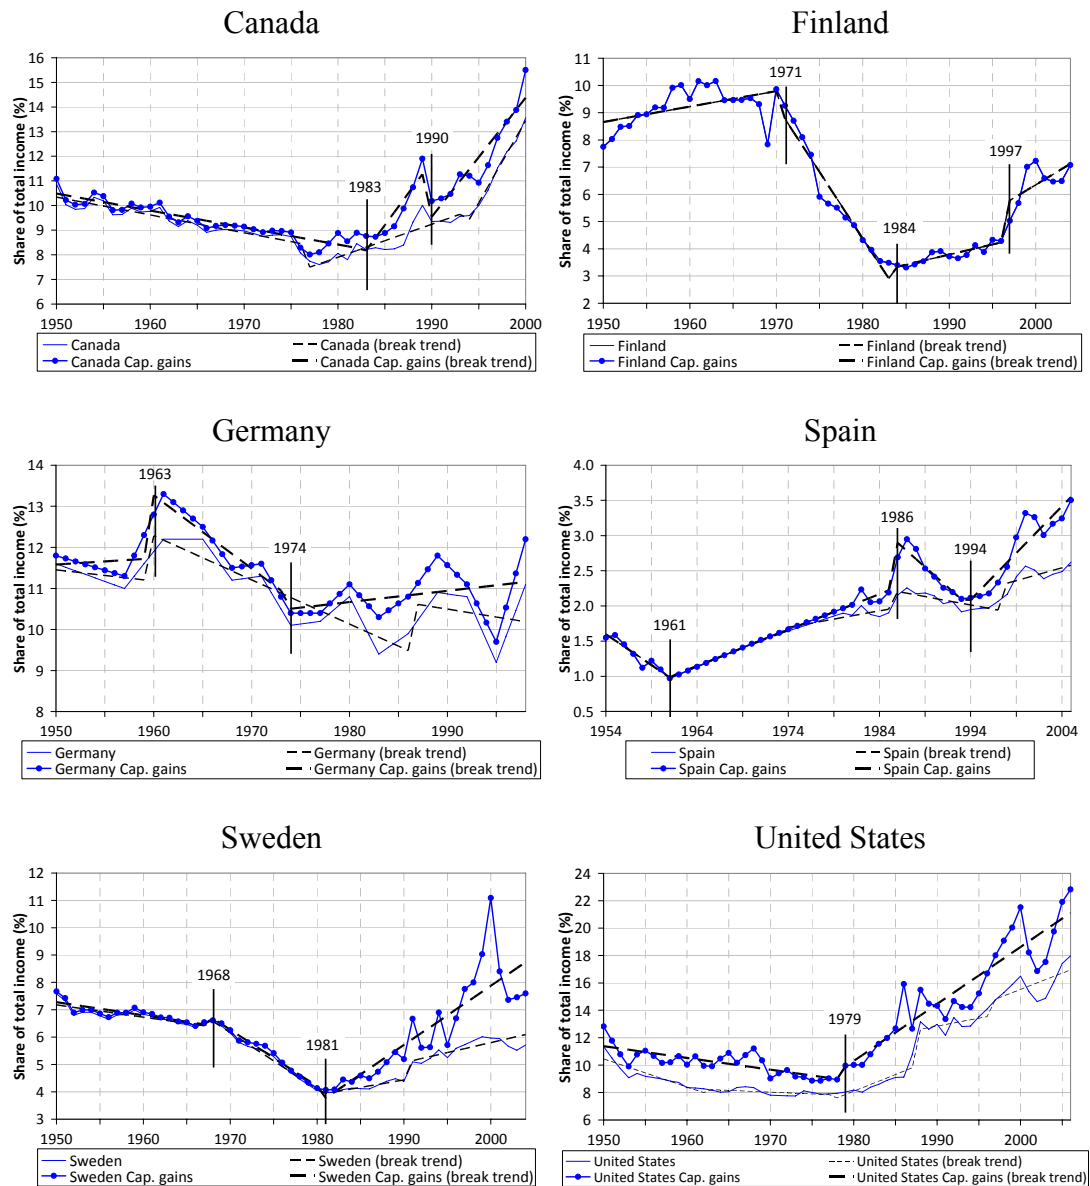 Canada
Share of total income (%)
16
15
14
13
12
11
10
9
8
7
6
1983
1990
1950 1960 1970 1980 1990 2000
Canada Canada (break trend)
Canada Cap. gains Canada Cap. gains (break trend)
Finland
Share of total income (%)
11
10
9
8
7
6
5
4
3
2
1971
1984
1997
1950 1960 1970 1980 1990 2000
Finland Finland (break trend)
Finland Cap. gains Finland Cap. gains (break trend)
Germany
Share of total income (%)
14
13
12
11
10
9
8
1963
1974
1950 1960 1970 1980 1990
Germany Germany (break trend)
Germany Cap. gains Germany Cap. gains (break trend)
Spain
Share of total income (%)
4.0
3.5
3.0
2.5
2.0
1.5
1.0
0.5
1961
1986
1994
1954 1964 1974 1984 1994 2004
Spain Spain (break trend)
Spain Cap. gains Spain Cap. gains
Sweden
Share of total income (%)
12
11
10
9
8
7
6
5
4
3
1968
1981
1950 1960 1970 1980 1990 2000
Sweden Sweden (break trend)
Sweden Cap. gains Sweden Cap. gains (break trend)
United States
Share of total income (%)
24
22
20
18
16
14
12
10
8
6
1979
1950 1960 1970 1980 1990 2000
United States United States (break trend)
United States Cap. gains United States Cap. gains (break trend)